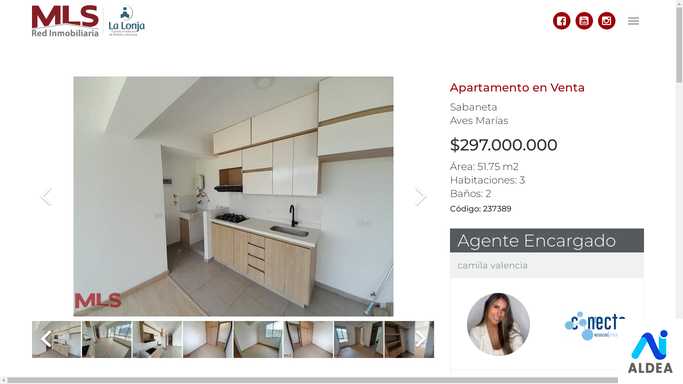 MLS
Red Inmobiliaria
La Lonja
Apartamento en Venta
Sabaneta
Aves Marías
$297.000.000
Área: 51.75 m2
Habitaciones: 3
Baños: 2
Código: 237389
MLS
Agente Encargado
camila valencia
conecta
ALDEA